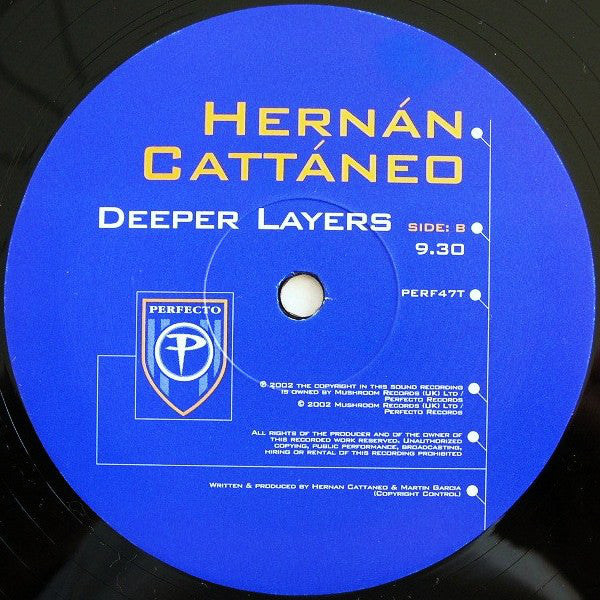 HERNÁN
CATTÁNEO
DEEPER LAYERS SIDE: B
9.30
PERF47T
PERFECTO
P
℗ 2002 THE COPYRIGHT IN THIS SOUND RECORDING
IS OWNED BY MUSHROOM RECORDS (UK) LTD /
PERFECTO RECORDS
© 2002 MUSHROOM RECORDS (UK) LTD /
PERFECTO RECORDS
ALL RIGHTS OF THE PRODUCER AND OF THE OWNER OF
THIS RECORDED WORK RESERVED. UNAUTHORIZED
COPYING, PUBLIC PERFORMANCE, BROADCASTING,
HIRING OR RENTAL OF THIS RECORDING PROHIBITED
WRITTEN & PRODUCED BY HERNAN CATTANEO & MARTIN GARCIA
(COPYRIGHT CONTROL)